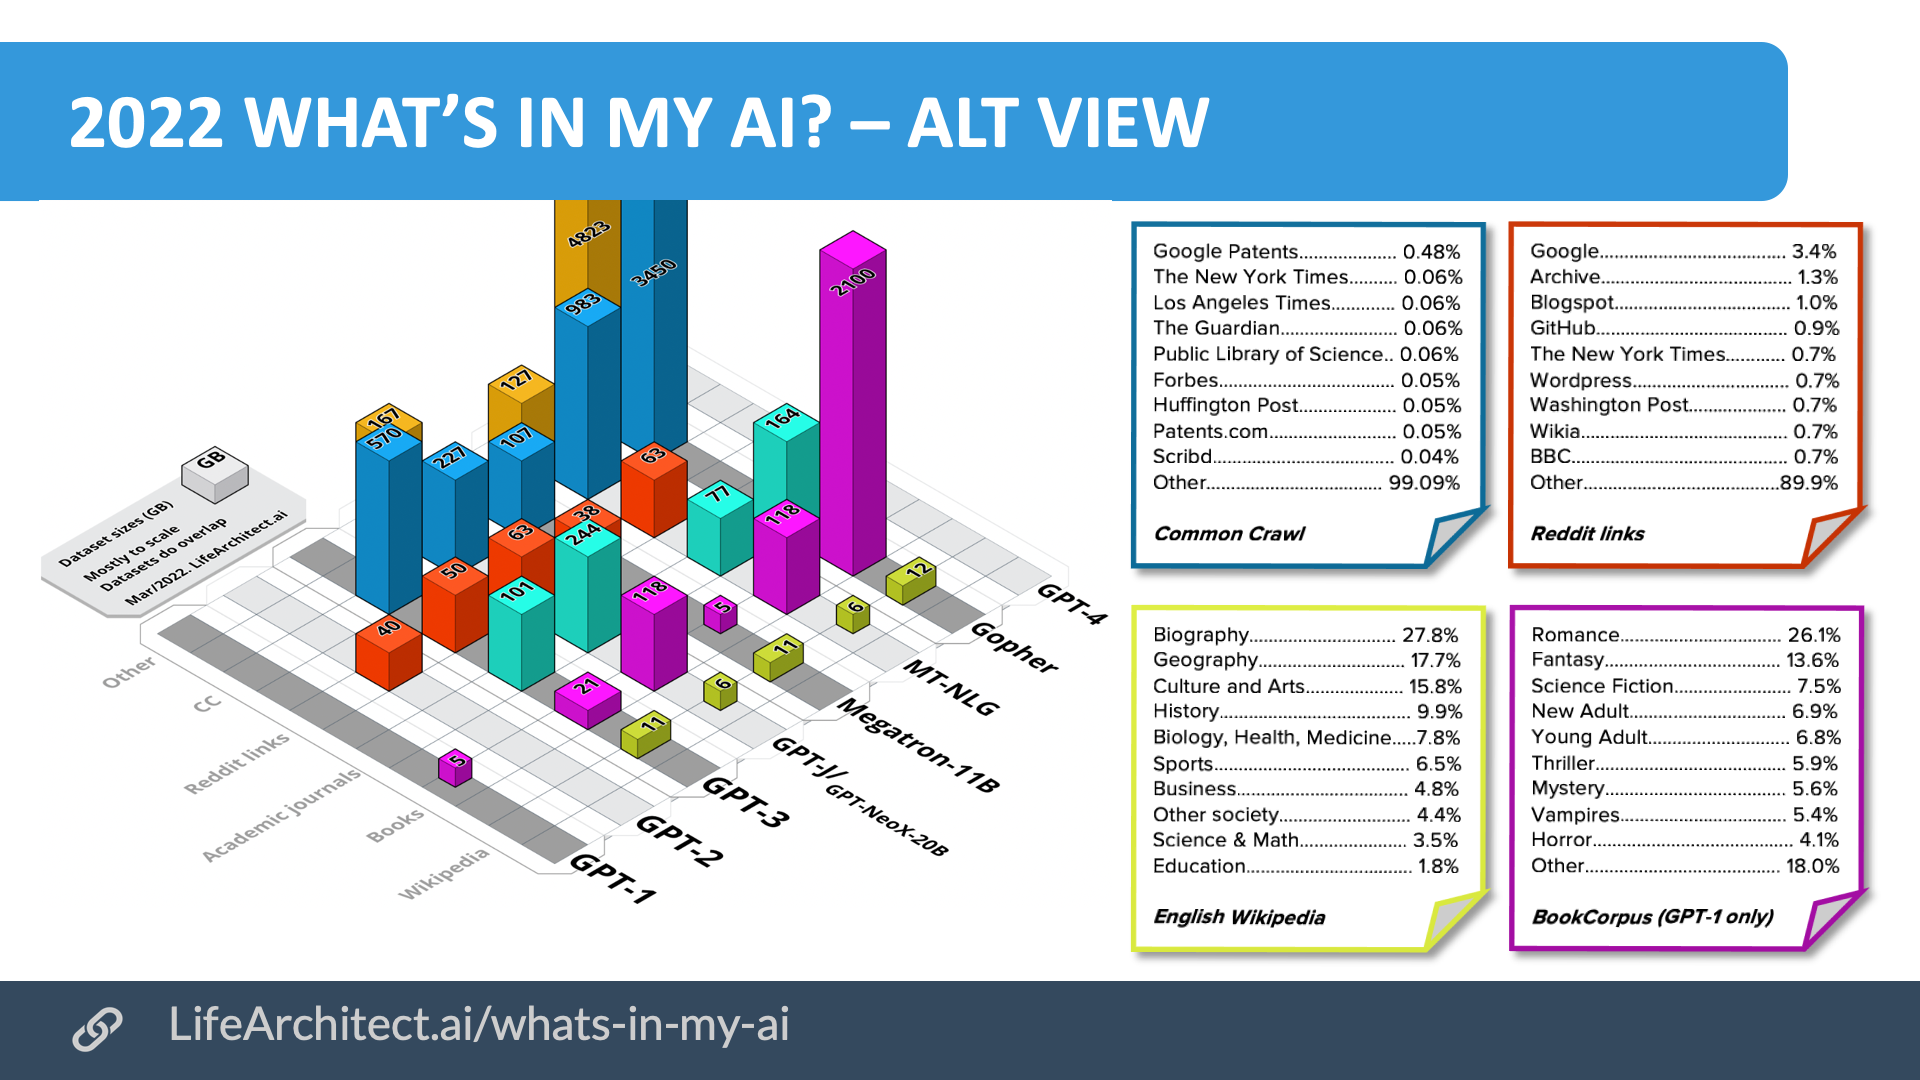 2022 WHAT'S IN MY AI? – ALT VIEW
4823
3450
983
2100
127
167
570
107
227
164
63
77
GB
Dataset sizes (GB)
Mostly to scale
Datasets do overlap
Mar/2022. LifeArchitect.ai
38
118
63
244
50
101
118
12
5
6
40
11
21
6
11
5
Other
CC
Reddit links
Academic journals
Books
Wikipedia
GPT-4
Gopher
MT-NLG
Megatron-11B
GPT-J/
GPT-NeoX-20B
GPT-3
GPT-2
GPT-1
Google Patents.................... 0.48%
The New York Times.......... 0.06%
Los Angeles Times............. 0.06%
The Guardian...................... 0.06%
Public Library of Science.. 0.06%
Forbes................................. 0.05%
Huffington Post.................. 0.05%
Patents.com....................... 0.05%
Scribd.................................. 0.04%
Other................................. 99.09%
Common Crawl
Google................................... 3.4%
Archive.................................... 1.3%
Blogspot................................. 1.0%
GitHub.................................... 0.9%
The New York Times........... 0.7%
Wordpress............................. 0.7%
Washington Post.................. 0.7%
Wikia....................................... 0.7%
BBC......................................... 0.7%
Other.....................................89.9%
Reddit links
Biography........................... 27.8%
Geography......................... 17.7%
Culture and Arts................. 15.8%
History.................................. 9.9%
Biology, Health, Medicine.....7.8%
Sports................................... 6.5%
Business............................... 4.8%
Other society....................... 4.4%
Science & Math.................... 3.5%
Education............................... 1.8%
English Wikipedia
Romance.............................. 26.1%
Fantasy................................. 13.6%
Science Fiction...................... 7.5%
New Adult.............................. 6.9%
Young Adult........................... 6.8%
Thriller.................................... 5.9%
Mystery.................................. 5.6%
Vampires................................ 5.4%
Horror..................................... 4.1%
Other..................................... 18.0%
BookCorpus (GPT-1 only)
LifeArchitect.ai/whats-in-my-ai